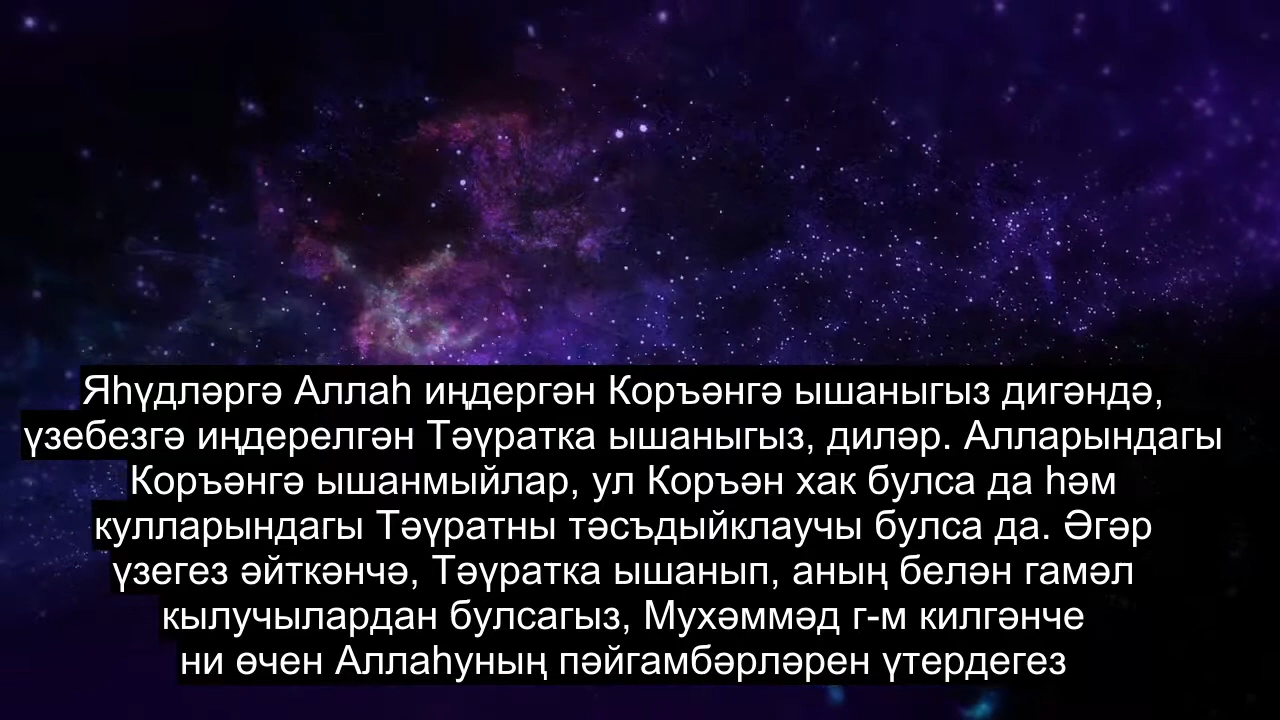 Яһүдләргә Аллаһ иңдергән Коръәнгә ышаныгыз дигәндә,
үзебезгә иңдерелгән Тәүратка ышаныгыз, диләр. Алларындагы
Коръәнгә ышанмыйлар, ул Коръән хак булса да һәм
кулларындагы Тәүратны тәсъдыйклаучы булса да. Әгәр
үзегез әйткәнчә, Тәүратка ышанып, аның белән гамәл
кылучылардан булсагыз, Мухәммәд г-м килгәнче
ни өчен Аллаһуның пәйгамбәрләрен үтердегез